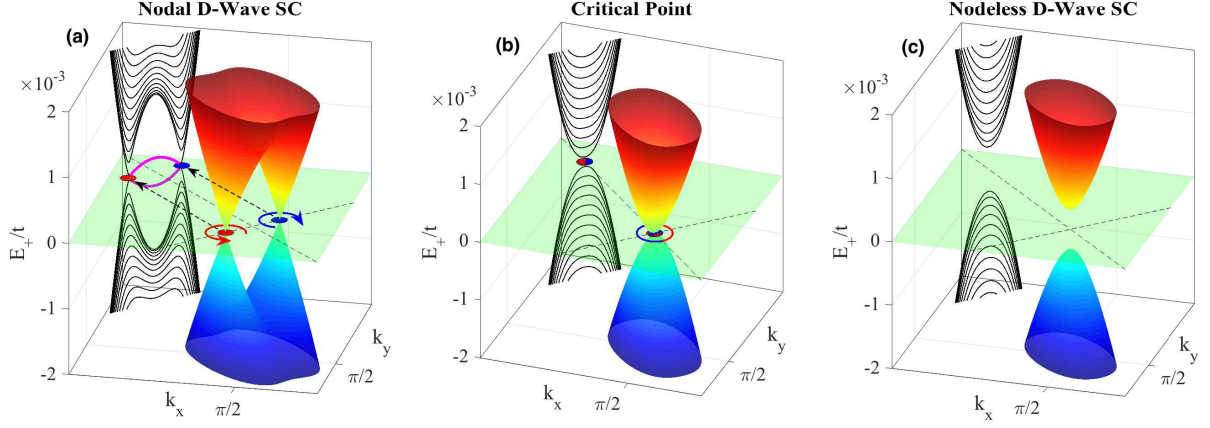 Nodal D-Wave SC
(a)
×10⁻³
2
1
0
-1
-2
E₊/t
k_x
π/2
k_y
π/2
Critical Point
(b)
×10⁻³
2
1
0
-1
-2
E₊/t
k_x
π/2
k_y
π/2
Nodeless D-Wave SC
(c)
×10⁻³
2
1
0
-1
-2
E₊/t
k_x
π/2
k_y
π/2